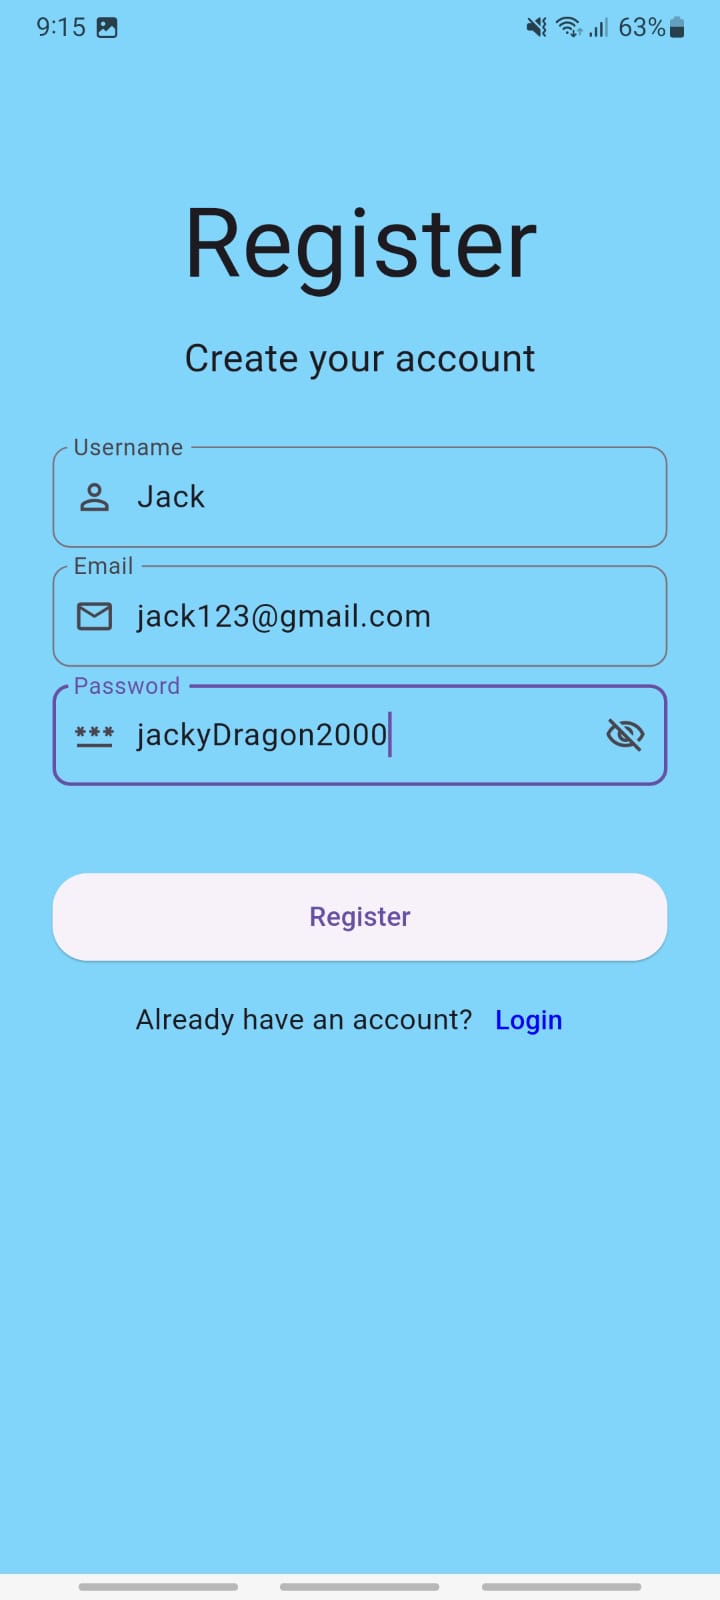 9:15 63%
Register
Create your account
Username
Jack
Email
jack123@gmail.com
Password
*** jackyDragon2000
Register
Already have an account? Login